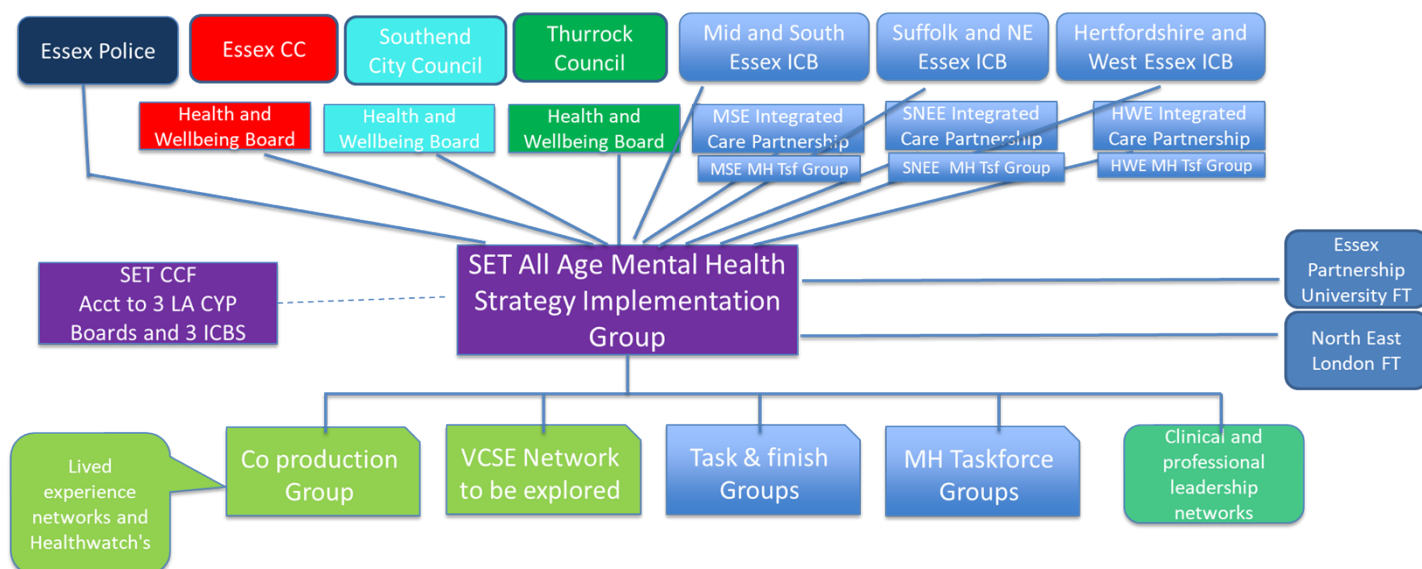 Essex Police
Essex CC
Southend
City Council
Thurrock
Council
Mid and South
Essex ICB
Suffolk and NE
Essex ICB
Hertfordshire and
West Essex ICB
Health and
Wellbeing Board
Health and
Wellbeing Board
Health and
Wellbeing Board
MSE Integrated
Care Partnership
SNEE Integrated
Care Partnership
HWE Integrated
Care Partnership
MSE MH Tsf Group
SNEE MH Tsf Group
HWE MH Tsf Group
SET CCF
Acct to 3 LA CYP
Boards and 3 ICBS
SET All Age Mental Health
Strategy Implementation
Group
Essex
Partnership
University FT
North East
London FT
Lived
experience
networks and
Healthwatch's
Co production
Group
VCSE Network
to be explored
Task & finish
Groups
MH Taskforce
Groups
Clinical and
professional
leadership
networks